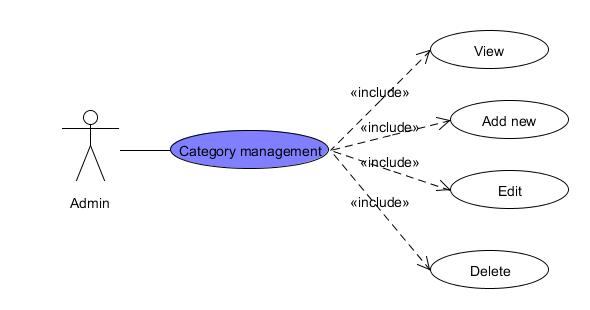 View
«include»
Add new
«include»
Category management
«include»
Edit
Admin
«include»
Delete